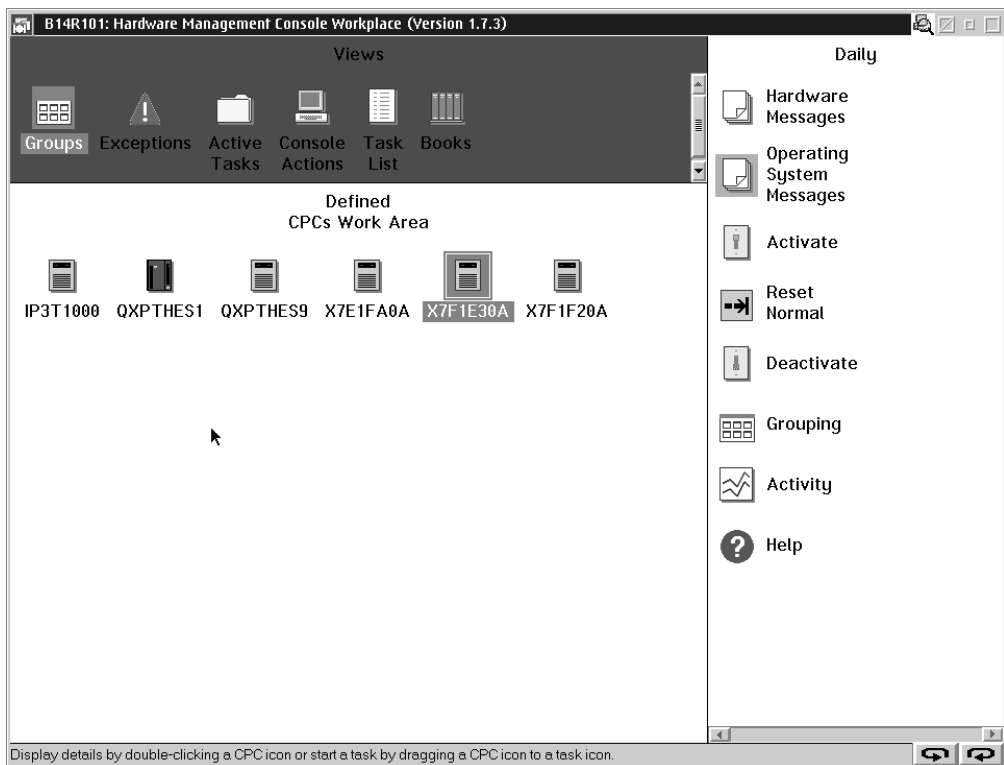 B14R101: Hardware Management Console Workplace (Version 1.7.3)
Views
Groups
Exceptions
Active
Tasks
Console
Actions
Task
List
Books
Defined
CPCs Work Area
IP3T1000
QXPTHES1
QXPTHES9
X7E1FA0A
X7F1E30A
X7F1F20A
Daily
Hardware
Messages
Operating
System
Messages
Activate
Reset
Normal
Deactivate
Grouping
Activity
Help
Display details by double-clicking a CPC icon or start a task by dragging a CPC icon to a task icon.